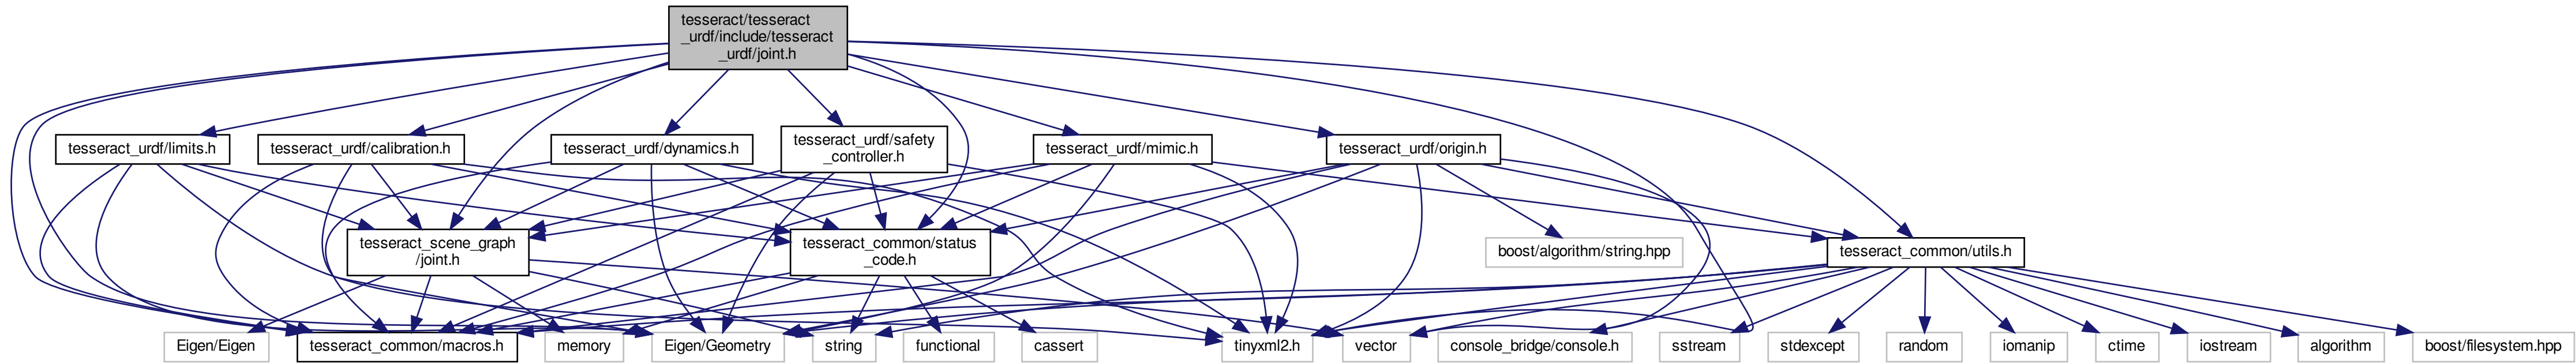 tesseract/tesseract
_urdf/include/tesseract
_urdf/joint.h
tesseract_urdf/limits.h
tesseract_urdf/calibration.h
tesseract_urdf/dynamics.h
tesseract_urdf/safety
_controller.h
tesseract_urdf/mimic.h
tesseract_urdf/origin.h
tesseract_scene_graph
/joint.h
tesseract_common/status
_code.h
boost/algorithm/string.hpp
tesseract_common/utils.h
Eigen/Eigen
tesseract_common/macros.h
memory
Eigen/Geometry
string
functional
cassert
tinyxml2.h
vector
console_bridge/console.h
sstream
stdexcept
random
iomanip
ctime
iostream
algorithm
boost/filesystem.hpp